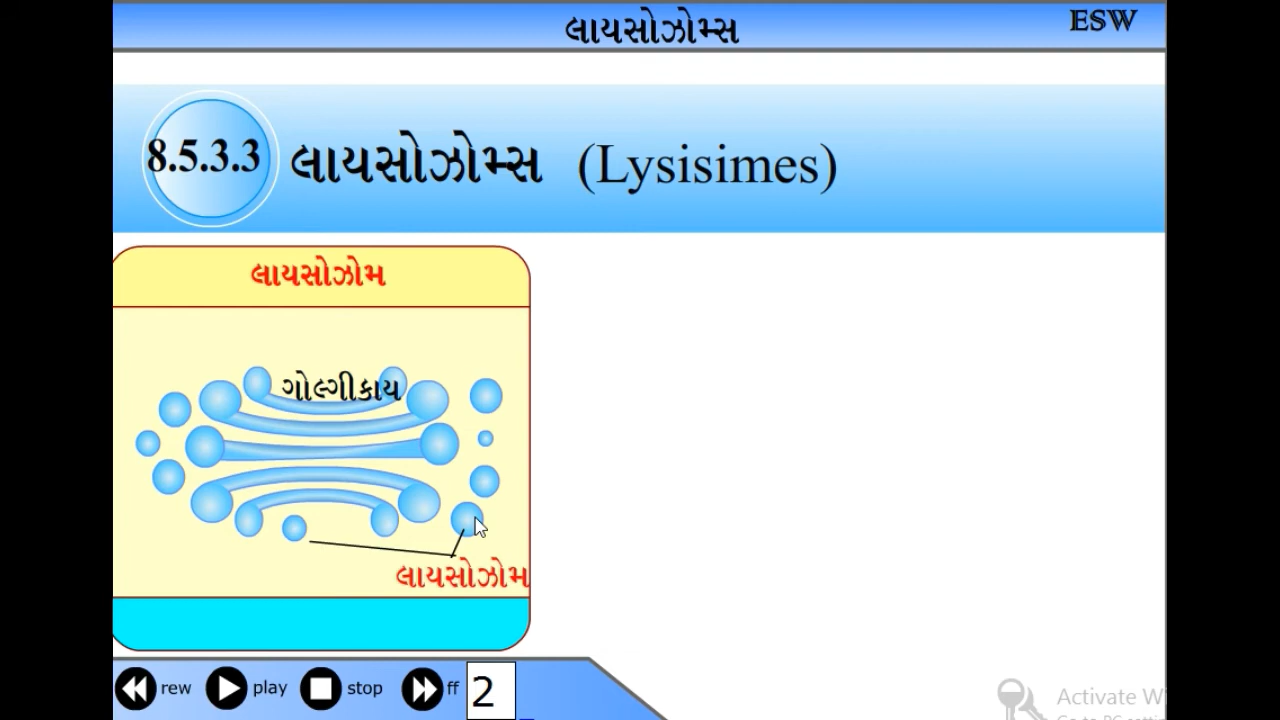 લાયસોઝોમ્સ
ESW
8.5.3.3 લાયસોઝોમ્સ (Lysisimes)
લાયસોઝોમ
ગોલ્ગીકાય
લાયસોઝોમ
rew play stop ff 2
Activate W